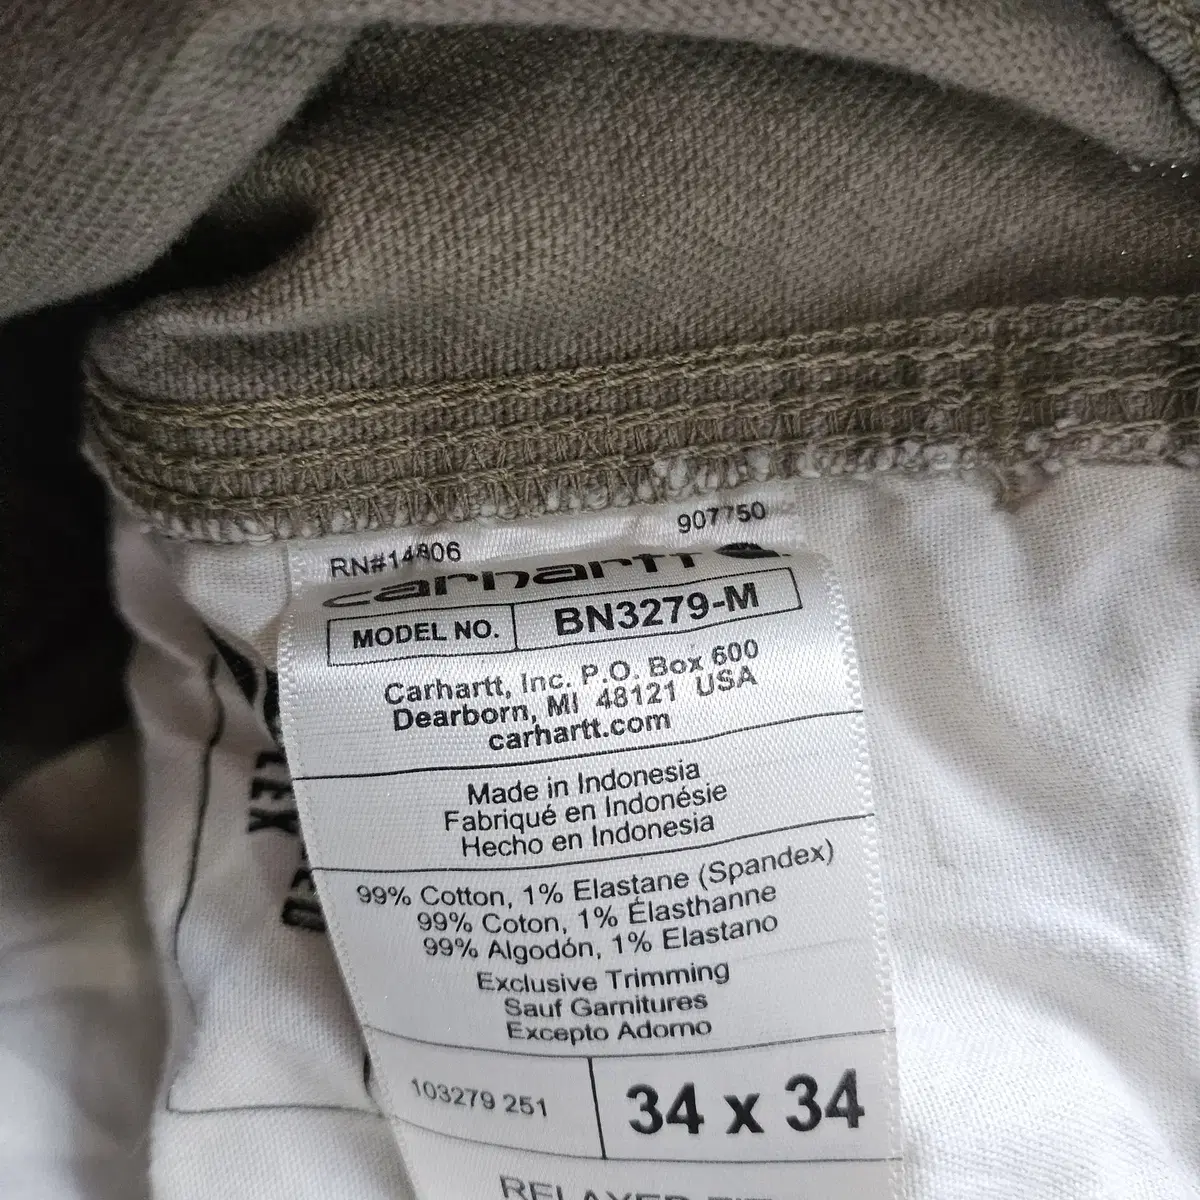 RN#14806
907750
carhartt
MODEL NO. BN3279-M
Carhartt, Inc. P.O. Box 600
Dearborn, MI 48121 USA
carhartt.com
Made in Indonesia
Fabriqué en Indonésie
Hecho en Indonesia
99% Cotton, 1% Elastane (Spandex)
99% Coton, 1% Élasthanne
99% Algodón, 1% Elastano
Exclusive Trimming
Sauf Garnitures
Excepto Adorno
103279 251
34 x 34
RELAXED FIT